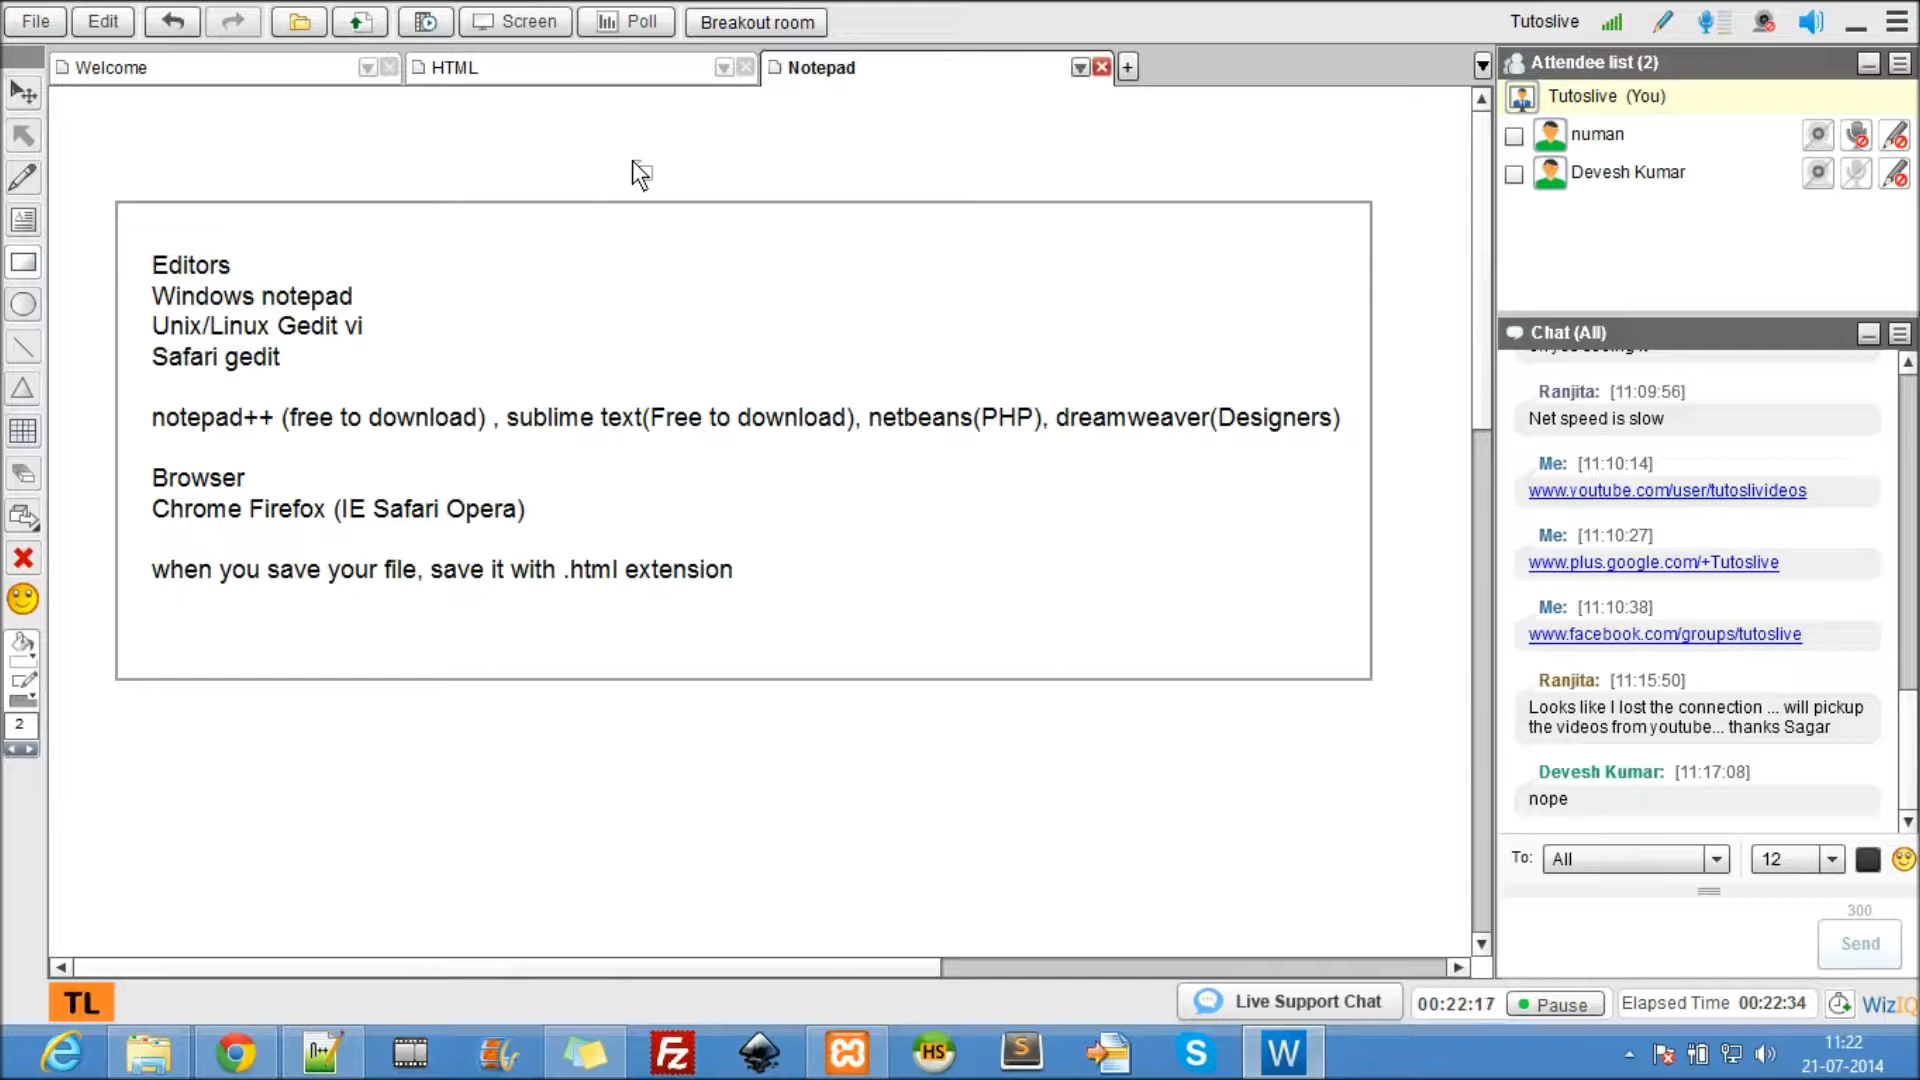 File Edit Screen Poll Breakout room Tutoslive
Welcome HTML Notepad +
Attendee list (2)
Tutoslive (You)
numan
Devesh Kumar
Editors
Windows notepad
Unix/Linux Gedit vi
Safari gedit
notepad++ (free to download) , sublime text(Free to download), netbeans(PHP), dreamweaver(Designers)
Browser
Chrome Firefox (IE Safari Opera)
when you save your file, save it with .html extension
2
Chat (All)
Ranjita: [11:09:56]
Net speed is slow
Me: [11:10:14]
www.youtube.com/user/tutoslivideos
Me: [11:10:27]
www.plus.google.com/+Tutoslive
Me: [11:10:38]
www.facebook.com/groups/tutoslive
Ranjita: [11:15:50]
Looks like I lost the connection ... will pickup
the videos from youtube... thanks Sagar
Devesh Kumar: [11:17:08]
nope
To: All 12
300
Send
TL Live Support Chat 00:22:17 Pause Elapsed Time 00:22:34 WizIQ
n++ Fz HS S S W
11:22
21-07-2014